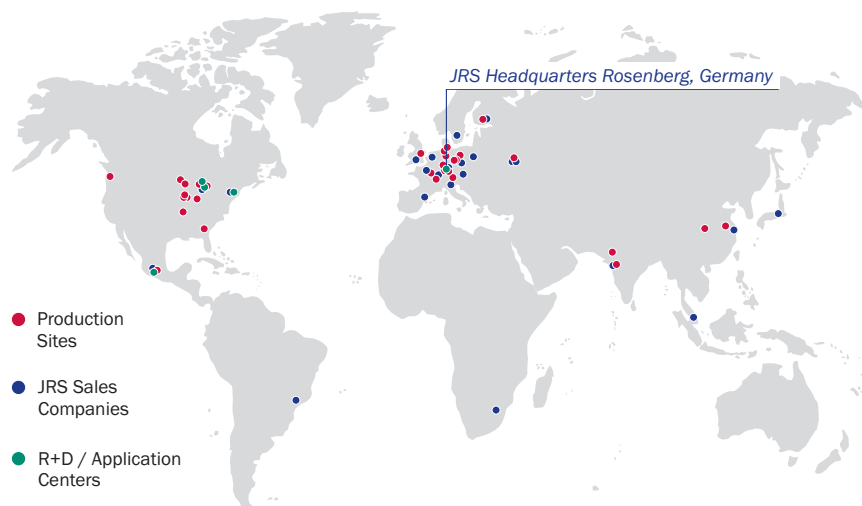 JRS Headquarters Rosenberg, Germany
Production
Sites
JRS Sales
Companies
R+D / Application
Centers